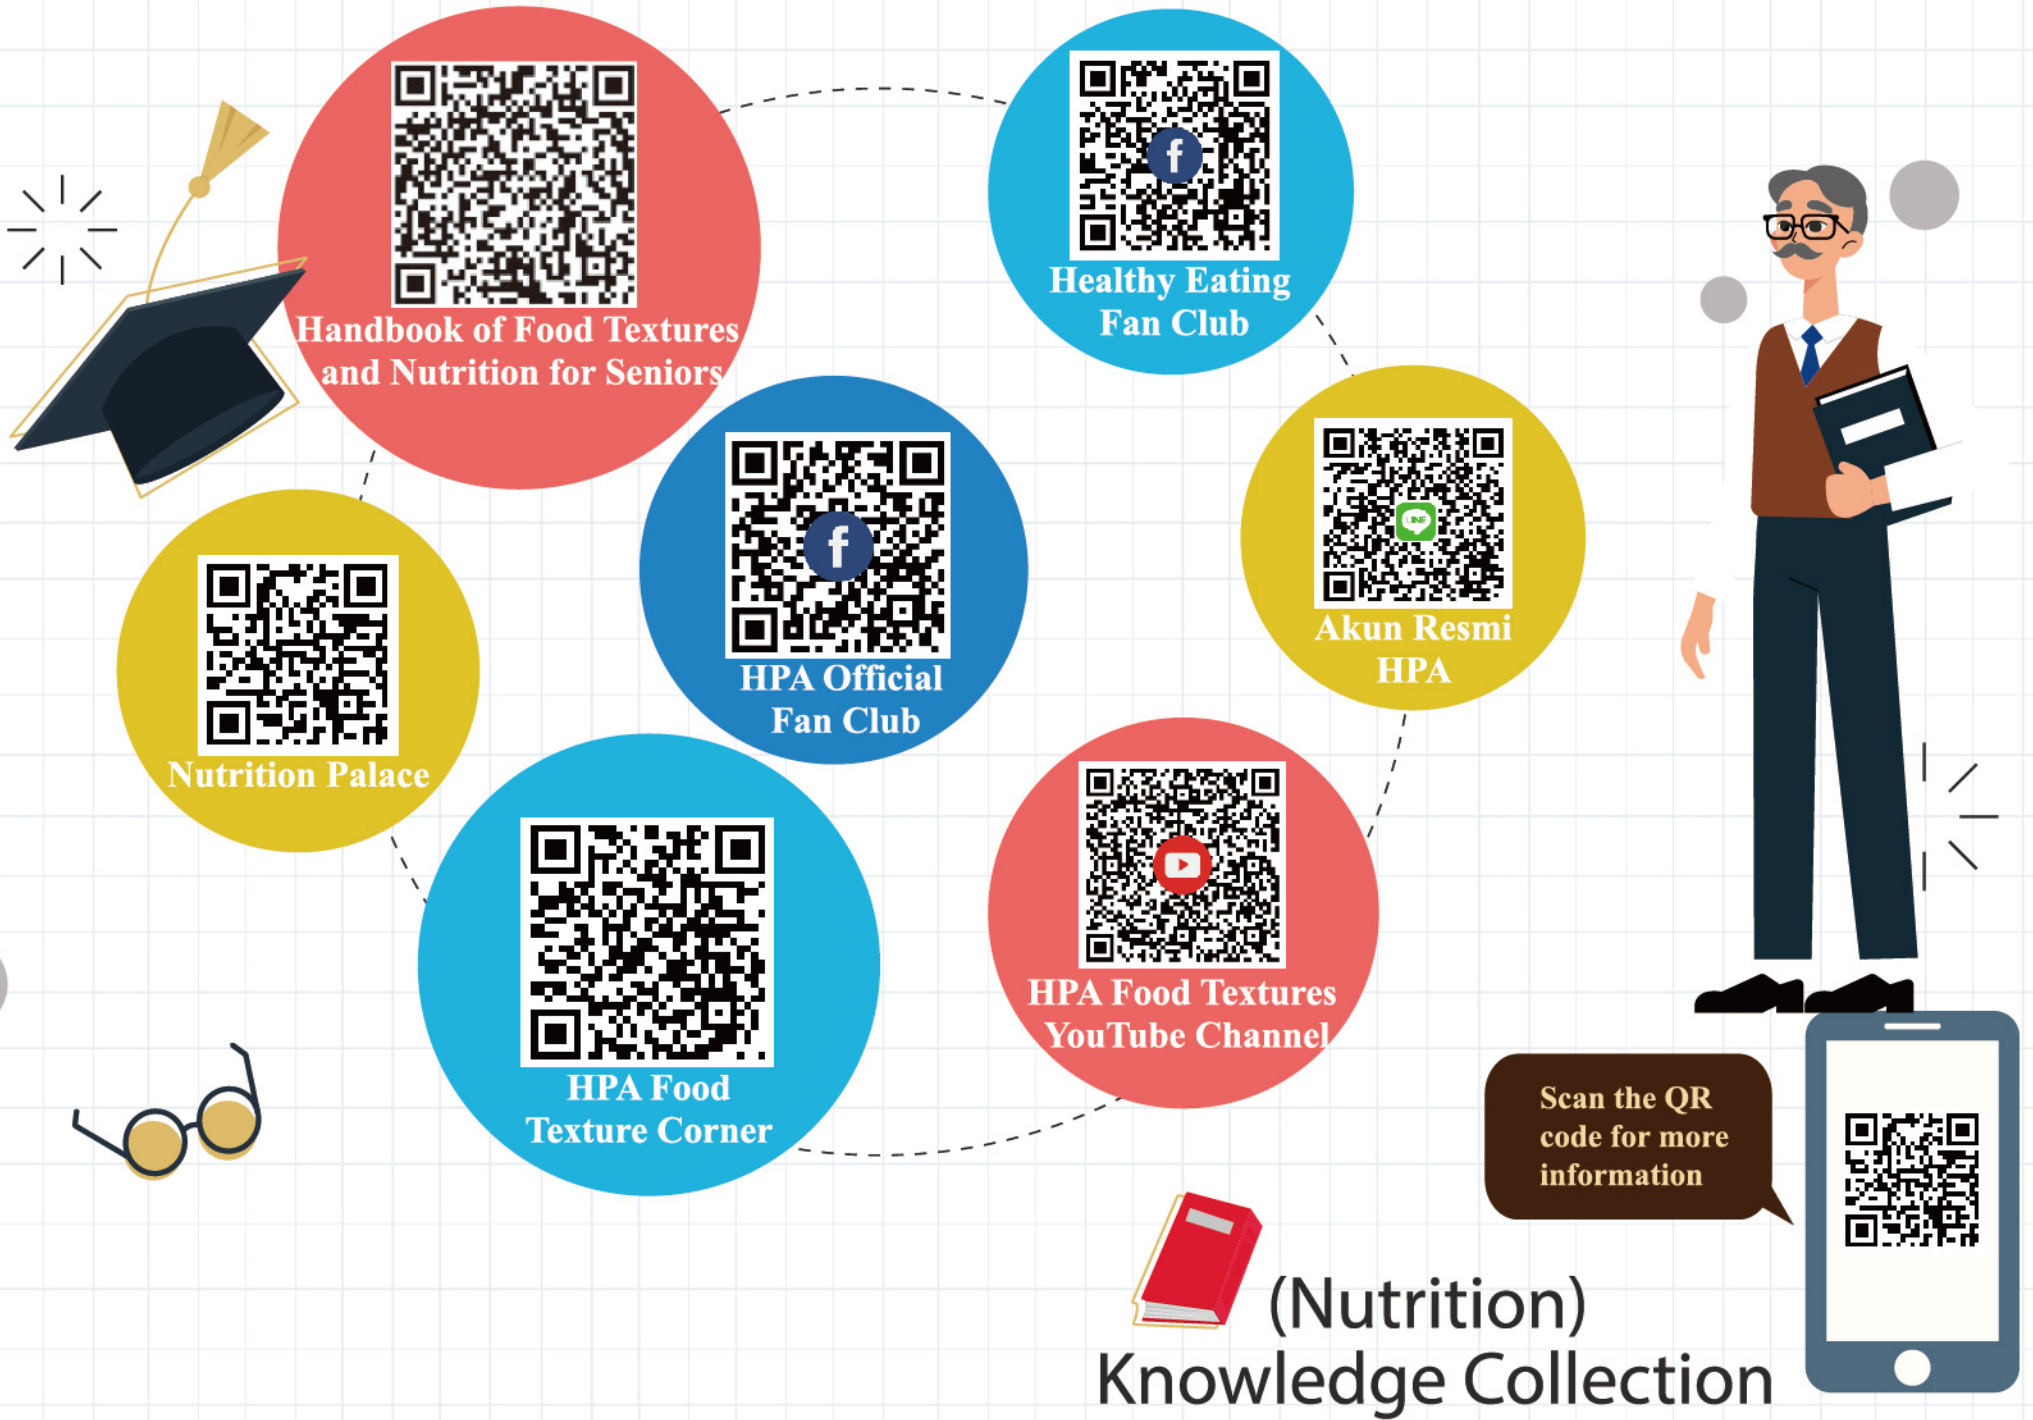 Handbook of Food Textures
and Nutrition for Seniors
Healthy Eating
Fan Club
HPA Official
Fan Club
LINE
Akun Resmi
HPA
Nutrition Palace
HPA Food
Texture Corner
HPA Food Textures
YouTube Channel
Scan the QR
code for more
information
(Nutrition)
Knowledge Collection